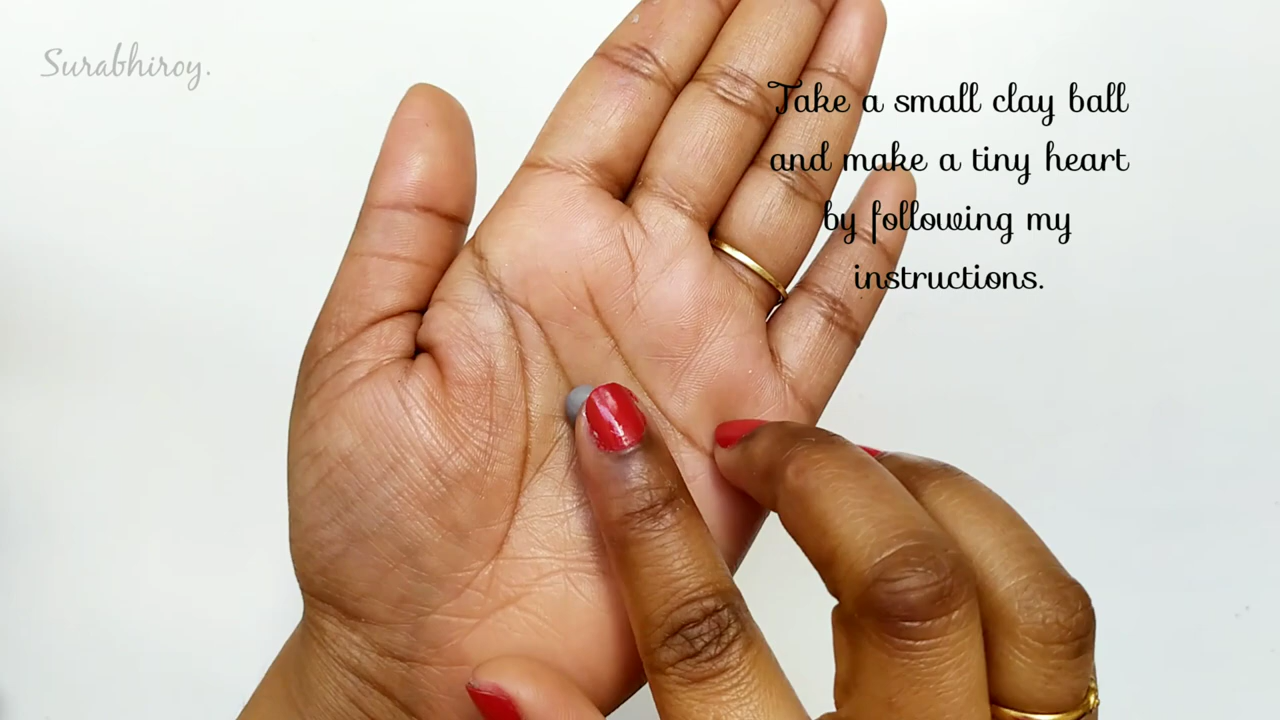 Surabhiroy.
Take a small clay ball
and make a tiny heart
by following my
instructions.